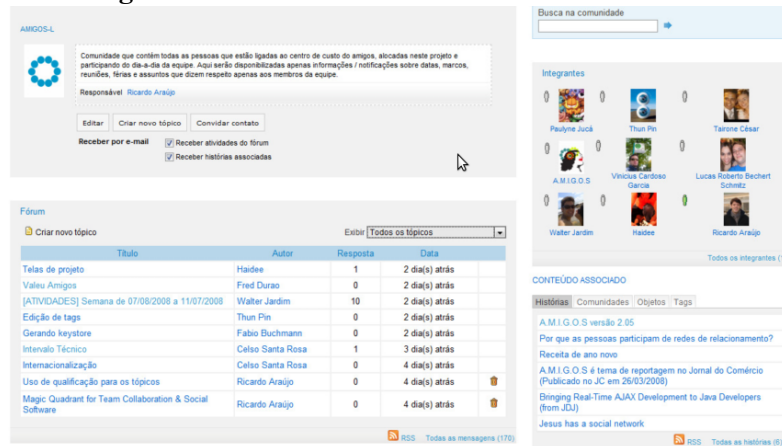 AMIGOS-L
Comunidade que contém todas as pessoas que estão ligadas ao centro de custo do amigos, alocadas neste projeto e
participando do dia-a-dia da equipe. Aqui serão disponibilizadas apenas informações / notificações sobre datas, marcos,
reuniões, férias e assuntos que dizem respeito apenas aos membros da equipe.
Responsável Ricardo Araújo
Editar Criar novo tópico Convidar contato
Receber por e-mail Receber atividades do fórum
Receber histórias associadas
Fórum
Criar novo tópico Exibir Todos os tópicos
Título Autor Resposta Data
Telas de projeto Haidee 1 2 dia(s) atrás
Valeu Amigos Fred Durao 0 2 dia(s) atrás
[ATIVIDADES] Semana de 07/08/2008 a 11/07/2008 Walter Jardim 10 2 dia(s) atrás
Edição de tags Thun Pin 0 2 dia(s) atrás
Gerando keystore Fabio Buchmann 0 2 dia(s) atrás
Intervalo Técnico Celso Santa Rosa 1 3 dia(s) atrás
Internacionalização Celso Santa Rosa 0 4 dia(s) atrás
Uso de qualificação para os tópicos Ricardo Araújo 0 4 dia(s) atrás
Magic Quadrant for Team Collaboration & Social
Software Ricardo Araújo 0 4 dia(s) atrás
RSS Todas as mensagens (170)
Busca na comunidade
Integrantes
Paulyne Jucá Thun Pin Tairone César
A.M.I.G.O.S Vinicius Cardoso
Garcia Lucas Roberto Bechert
Schmitz
Walter Jardim Haidee Ricardo Araújo
Todos os integrantes (
CONTEÚDO ASSOCIADO
Histórias Comunidades Objetos Tags
A.M.I.G.O.S versão 2.05
Por que as pessoas participam de redes de relacionamento?
Receita de ano novo
A.M.I.G.O.S é tema de reportagem no Jornal do Comércio
(Publicado no JC em 26/03/2008)
Bringing Real-Time AJAX Development to Java Developers
(from JDJ)
Jesus has a social network
RSS Todas as histórias